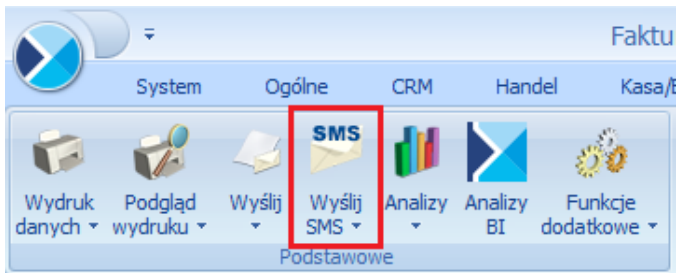 Faktu
System Ogólne CRM Handel Kasa/B
SMS
Wydruk danych Podgląd wydruku Wyślij Wyślij SMS Analizy Analizy BI Funkcje dodatkowe
Podstawowe